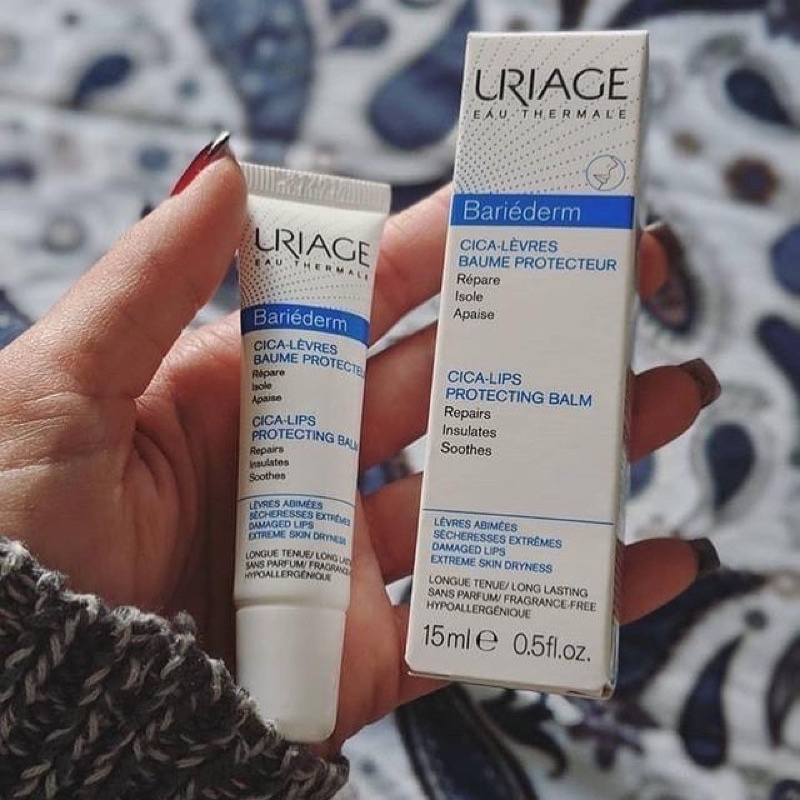 URIAGE
EAU THERMALE
Bariéderm
CICA-LÈVRES
BAUME PROTECTEU
Répare
Isole
Apaise
CICA-LIPS
PROTECTING BAL
Repairs
Insulates
Soothes
LÈVRES ABIMÉES
SÉCHERESSES EXTRÊMES
DAMAGED LIPS
EXTREME SKIN DRYNESS
LONGUE TENUE/ LONG LASTING
SANS PARFUM/ FRAGRANCE-
HYPOALLERGÉNIQUE
URIAGE
EAU THERMALE
Bariéderm
CICA-LÈVRES
BAUME PROTECTEUR
Répare
Isole
Apaise
CICA-LIPS
PROTECTING BALM
Repairs
Insulates
Soothes
LÈVRES ABIMÉES
SÉCHERESSES EXTRÊMES
DAMAGED LIPS
EXTREME SKIN DRYNESS
LONGUE TENUE/ LONG LASTING
SANS PARFUM/ FRAGRANCE-FREE
HYPOALLERGÉNIQUE
15ml e 0.5fl.oz.